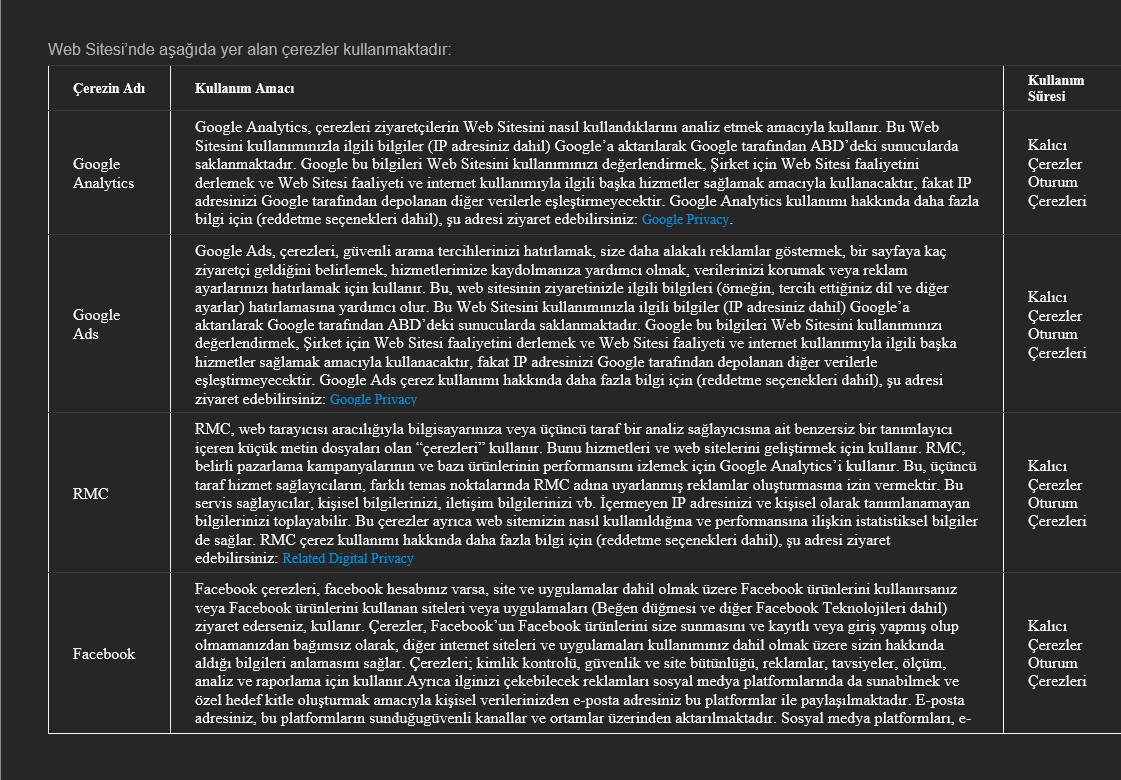 Web Sitesi’nde aşağıda yer alan çerezler kullanmaktadır:
Çerezin Adı
Kullanım Amacı
Kullanım
Süresi
Google
Analytics
Google Analytics, çerezleri ziyaretçilerin Web Sitesini nasıl kullandıklarını analiz etmek amacıyla kullanır. Bu Web
Sitesini kullanımınızla ilgili bilgiler (IP adresiniz dahil) Google’a aktarılarak Google tarafından ABD’deki sunucularda
saklanmaktadır. Google bu bilgileri Web Sitesini kullanımınızı değerlendirmek, Şirket için Web Sitesi faaliyetini
derlemek ve Web Sitesi faaliyeti ve internet kullanımıyla ilgili başka hizmetler sağlamak amacıyla kullanacaktır, fakat IP
adresinizi Google tarafından depolanan diğer verilerle eşleştirmeyecektir. Google Analytics kullanımı hakkında daha fazla
bilgi için (reddetme seçenekleri dahil), şu adresi ziyaret edebilirsiniz: Google Privacy.
Kalıcı
Çerezler
Oturum
Çerezleri
Google
Ads
Google Ads, çerezleri, güvenli arama tercihlerinizi hatırlamak, size daha alakalı reklamlar göstermek, bir sayfaya kaç
ziyaretçi geldiğini belirlemek, hizmetlerimize kaydolmanıza yardımcı olmak, verilerinizi korumak veya reklam
ayarlarınızı hatırlamak için kullanır. Bu, web sitesinin ziyaretinizle ilgili bilgileri (örneğin, tercih ettiğiniz dil ve diğer
ayarlar) hatırlamasına yardımcı olur. Bu Web Sitesini kullanımınızla ilgili bilgiler (IP adresiniz dahil) Google’a
aktarılarak Google tarafından ABD’deki sunucularda saklanmaktadır. Google bu bilgileri Web Sitesini kullanımınızı
değerlendirmek, Şirket için Web Sitesi faaliyetini derlemek ve Web Sitesi faaliyeti ve internet kullanımıyla ilgili başka
hizmetler sağlamak amacıyla kullanacaktır, fakat IP adresinizi Google tarafından depolanan diğer verilerle
eşleştirmeyecektir. Google Ads çerez kullanımı hakkında daha fazla bilgi için (reddetme seçenekleri dahil), şu adresi
ziyaret edebilirsiniz: Google Privacy
Kalıcı
Çerezler
Oturum
Çerezleri
RMC
RMC, web tarayıcısı aracılığıyla bilgisayarınıza veya üçüncü taraf bir analiz sağlayıcısına ait benzersiz bir tanımlayıcı
içeren küçük metin dosyaları olan “çerezleri” kullanır. Bunu hizmetleri ve web sitelerini geliştirmek için kullanır. RMC,
belirli pazarlama kampanyalarının ve bazı ürünlerinin performansını izlemek için Google Analytics’i kullanır. Bu, üçüncü
taraf hizmet sağlayıcıların, farklı temas noktalarında RMC adına uyarlanmış reklamlar oluşturmasına izin vermektir. Bu
servis sağlayıcılar, kişisel bilgilerinizi, iletişim bilgilerinizi vb. İçermeyen IP adresinizi ve kişisel olarak tanımlanamayan
bilgilerinizi toplayabilir. Bu çerezler ayrıca web sitemizin nasıl kullanıldığına ve performansına ilişkin istatistiksel bilgiler
de sağlar. RMC çerez kullanımı hakkında daha fazla bilgi için (reddetme seçenekleri dahil), şu adresi ziyaret
edebilirsiniz: Related Digital Privacy
Kalıcı
Çerezler
Oturum
Çerezleri
Facebook
Facebook çerezleri, facebook hesabınız varsa, site ve uygulamalar dahil olmak üzere Facebook ürünlerini kullanırsanız
veya Facebook ürünlerini kullanan siteleri veya uygulamaları (Beğen düğmesi ve diğer Facebook Teknolojileri dahil)
ziyaret ederseniz, kullanır. Çerezler, Facebook’un Facebook ürünlerini size sunmasını ve kayıtlı veya giriş yapmış olup
olmamanızdan bağımsız olarak, diğer internet siteleri ve uygulamaları kullanımınız dahil olmak üzere sizin hakkında
aldığı bilgileri anlamasını sağlar. Çerezleri; kimlik kontrolü, güvenlik ve site bütünlüğü, reklamlar, tavsiyeler, ölçüm,
analiz ve raporlama için kullanır.Ayrıca ilginizi çekebilecek reklamları sosyal medya platformlarında da sunabilmek ve
özel hedef kitle oluşturmak amacıyla kişisel verilerinizden e-posta adresiniz bu platformlar ile paylaşılmaktadır. E-posta
adresiniz, bu platformların sunduğugüvenli kanallar ve ortamlar üzerinden aktarılmaktadır. Sosyal medya platformları, e-
Kalıcı
Çerezler
Oturum
Çerezleri